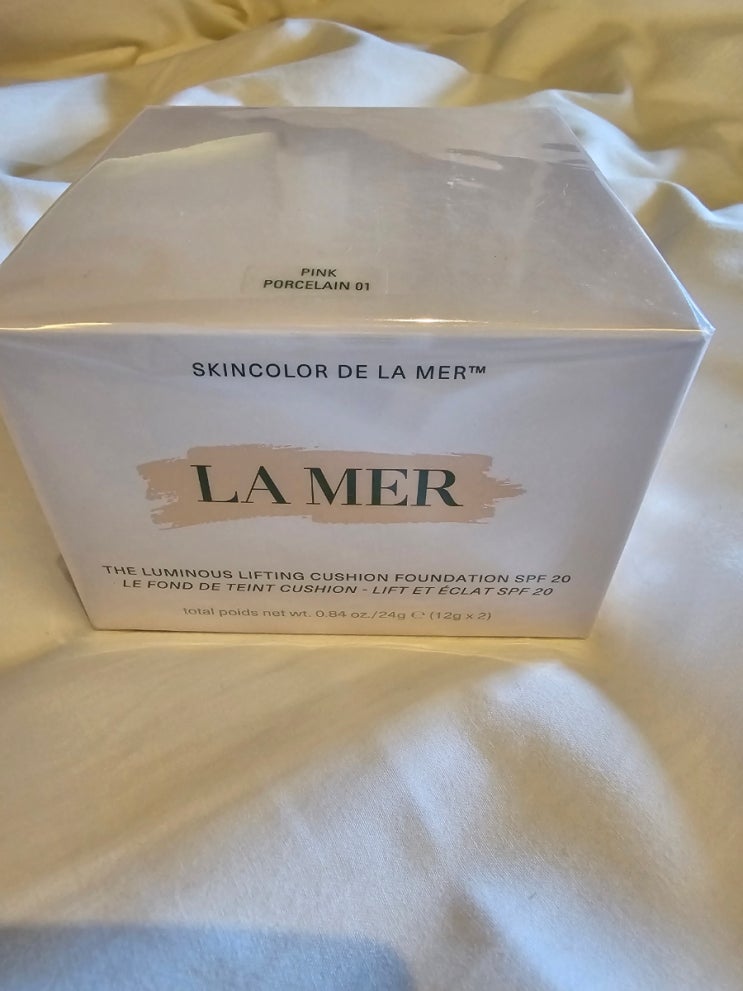 PINK
PORCELAIN 01
SKINCOLOR DE LA MER™
LA MER
THE LUMINOUS LIFTING CUSHION FOUNDATION SPF 20
LE FOND DE TEINT CUSHION - LIFT ET ÉCLAT SPF 20
total poids net wt. 0.84 oz./24g ℮ (12g x 2)